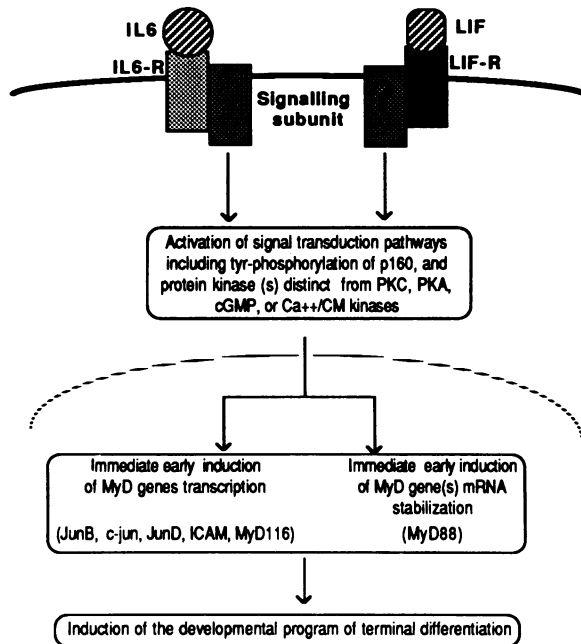 IL6
LIF
IL6-R
LIF-R
Signalling
subunit
Activation of signal transduction pathways
including tyr-phosphorylation of p160, and
protein kinase (s) distinct from PKC, PKA,
cGMP, or Ca++/CM kinases
Immediate early induction
of MyD genes transcription
(JunB, c-jun, JunD, ICAM, MyD116)
Immediate early induction
of MyD gene(s) mRNA
stabilization
(MyD88)
Induction of the developmental program of terminal differentiation